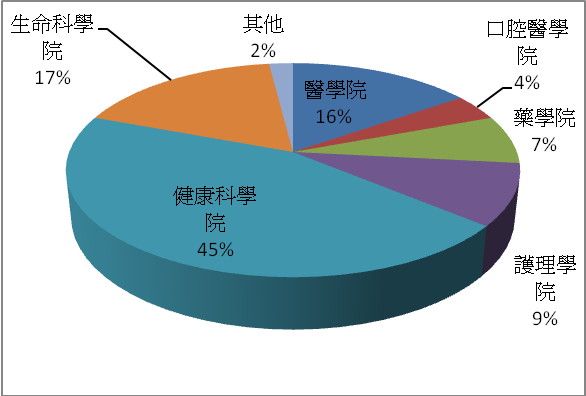 生命科學
院
17%
其他
2%
口腔醫學
院
4%
醫學院
16%
藥學院
7%
健康科學
院
45%
護理學
院
9%